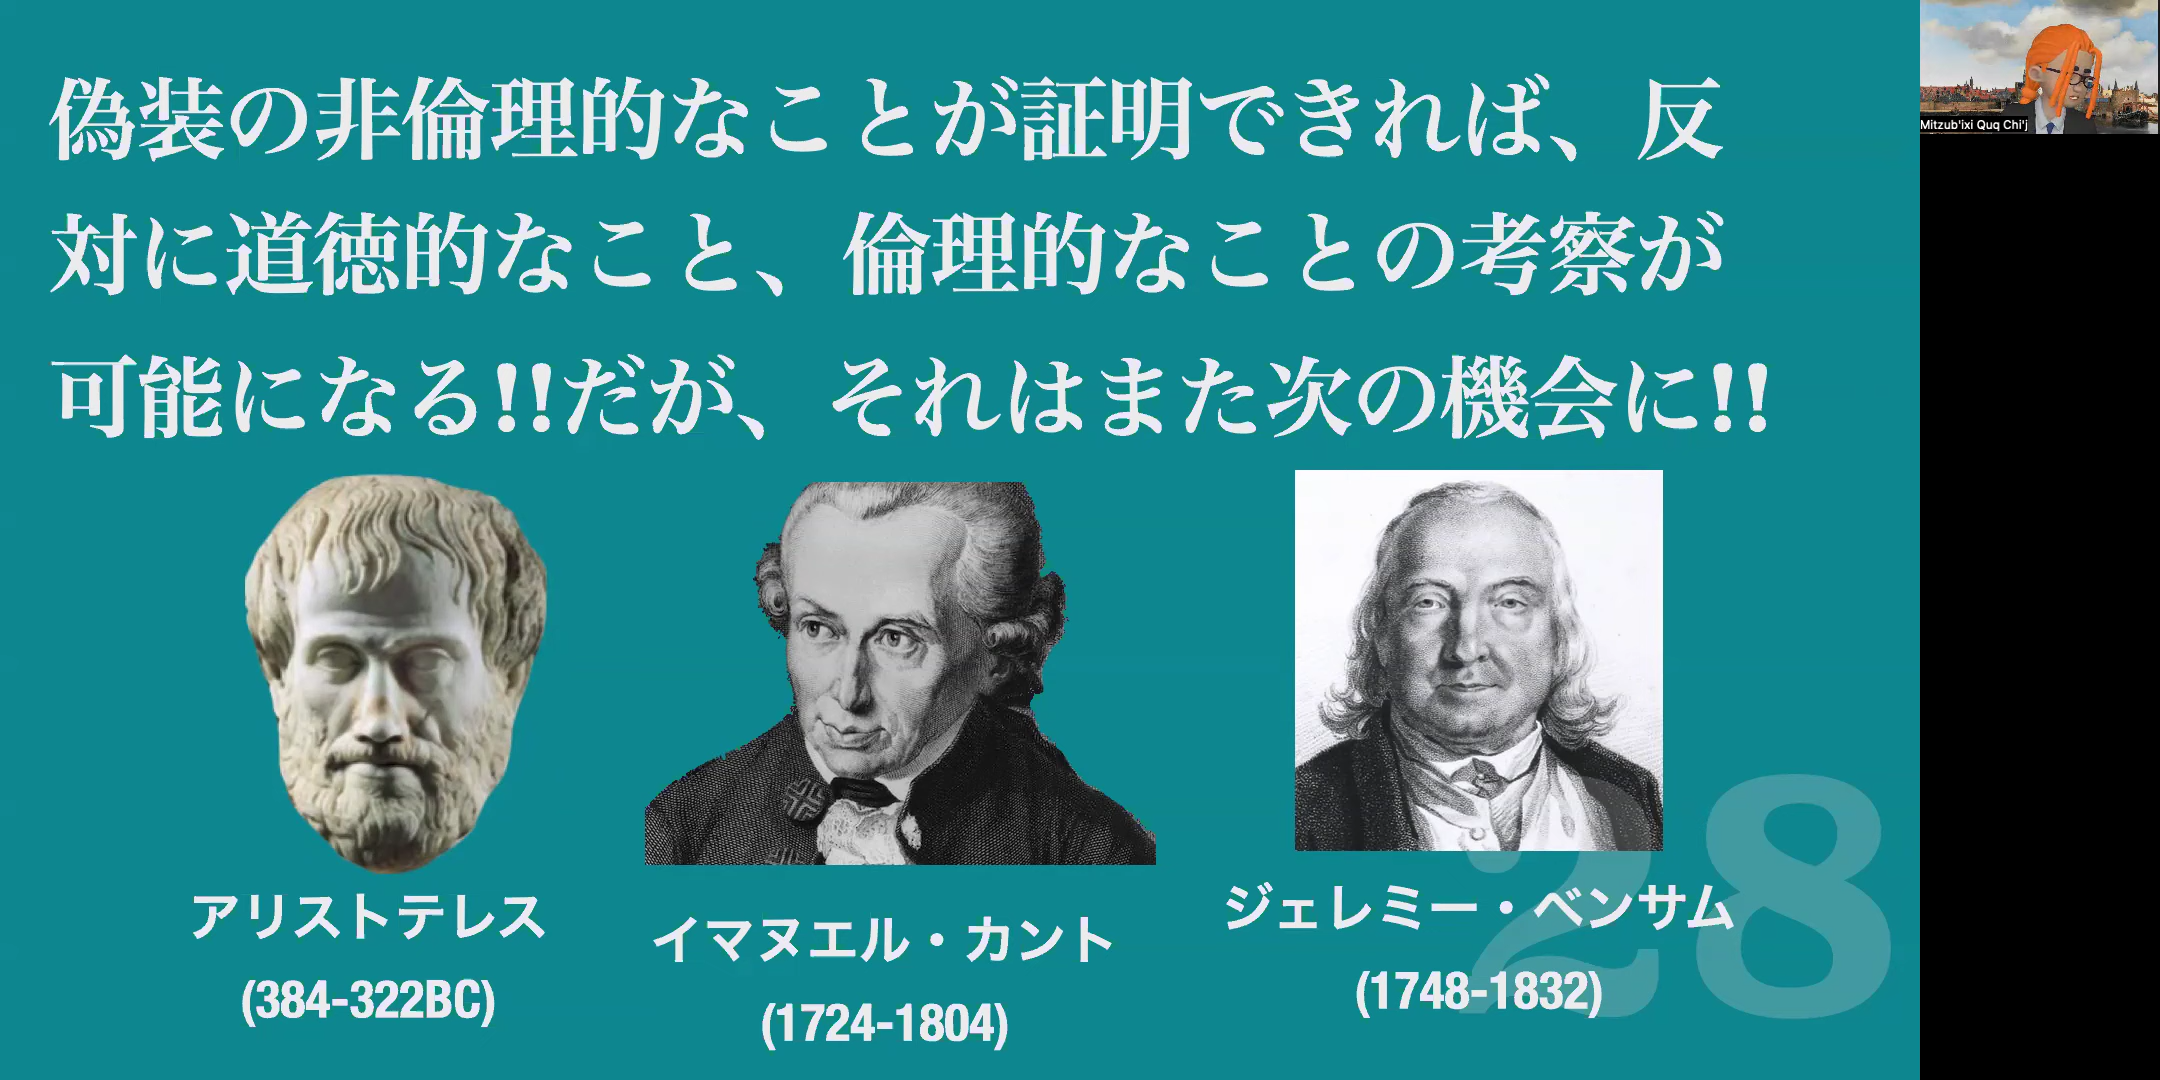 偽装の非倫理的なことが証明できれば、反
対に道徳的なこと、倫理的なことの考察が
可能になる!!だが、それはまた次の機会に!!
アリストテレス
(384-322BC)
イマヌエル・カント
(1724-1804)
ジェレミー・ベンサム
(1748-1832)
28
Mitzub'ixi Quq Chi'j